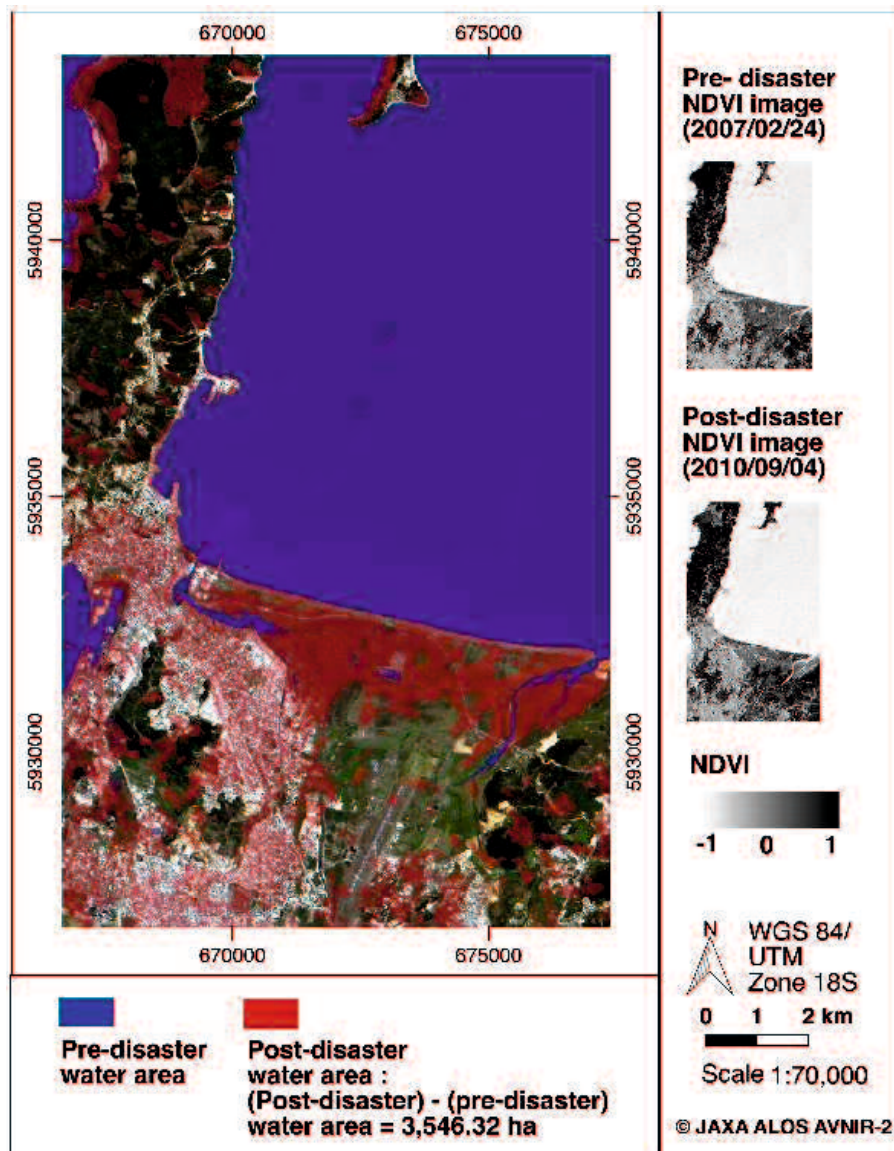 670000 675000
5940000 5940000
5935000 5935000
5930000 5930000
670000 675000
Pre-disaster
water area
Post-disaster
water area :
(Post-disaster) - (pre-disaster)
water area = 3,546.32 ha
Pre- disaster
NDVI image
(2007/02/24)
Post-disaster
NDVI image
(2010/09/04)
NDVI
-1 0 1
N
WGS 84/
UTM
Zone 18S
0 1 2 km
Scale 1:70,000
© JAXA ALOS AVNIR-2